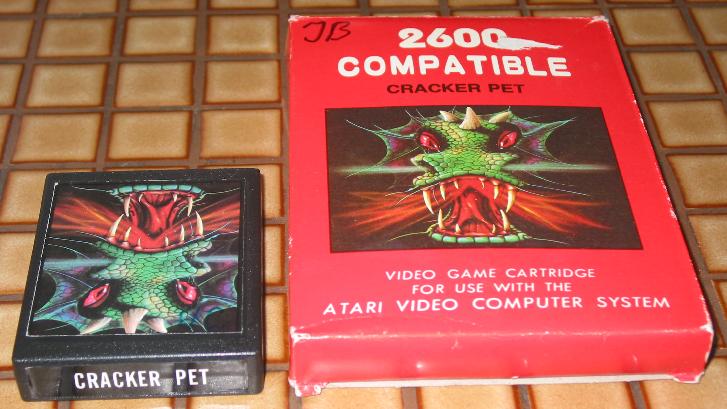 JB
2600
COMPATIBLE
CRACKER PET
VIDEO GAME CARTRIDGE
FOR USE WITH THE
ATARI VIDEO COMPUTER SYSTEM
CRACKER PET